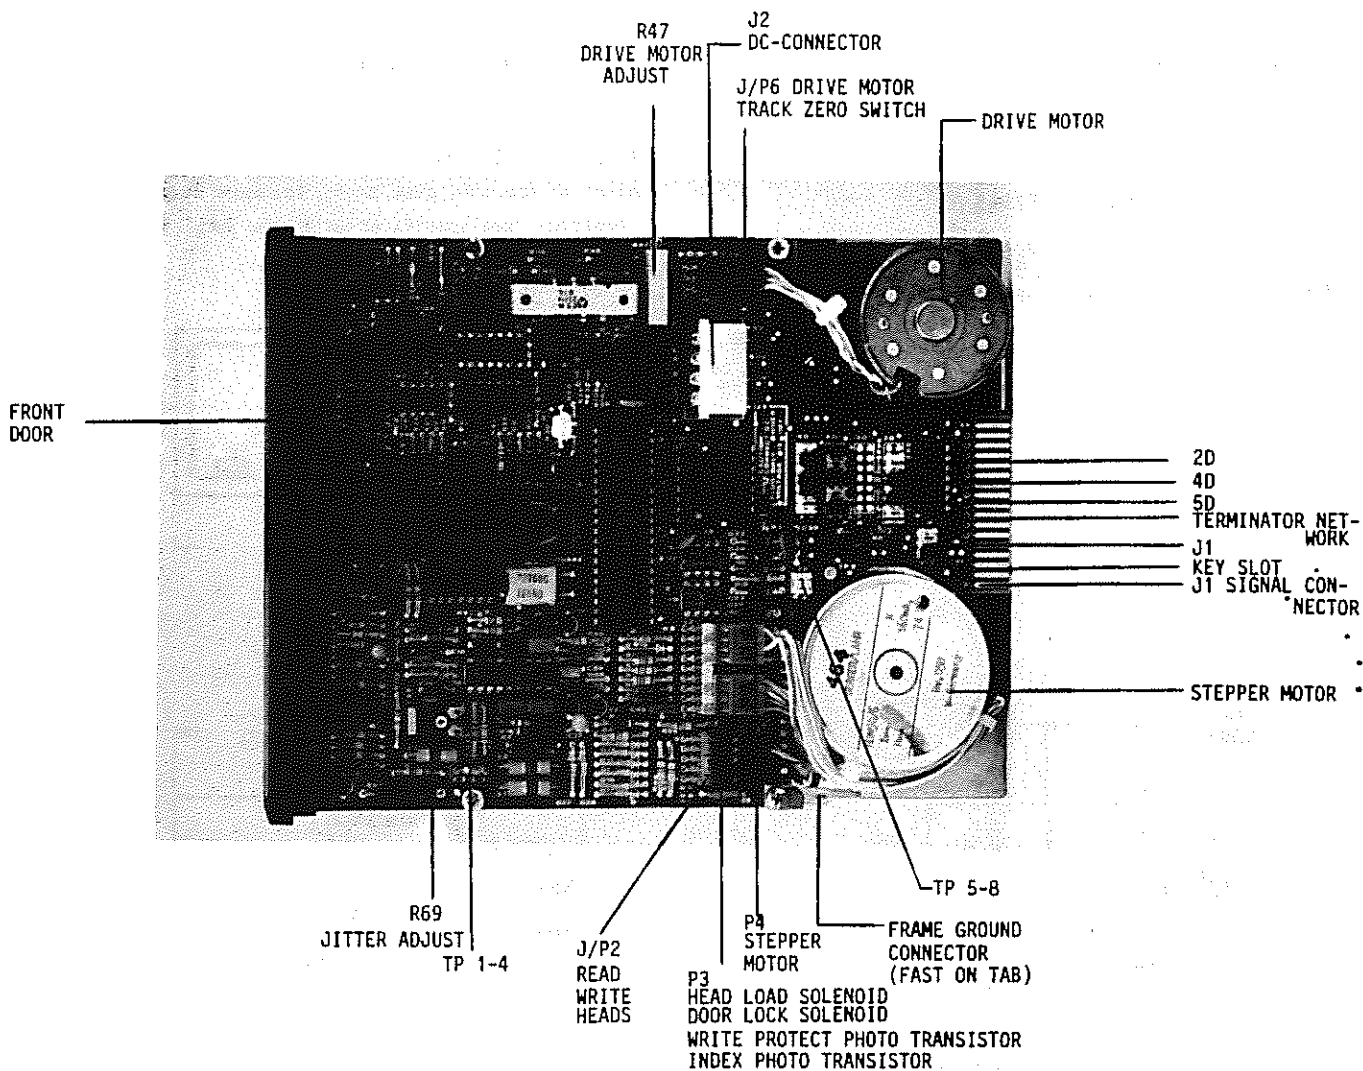 R47
DRIVE MOTOR
ADJUST
J2
DC-CONNECTOR
J/P6 DRIVE MOTOR
TRACK ZERO SWITCH
DRIVE MOTOR
FRONT
DOOR
2D
4D
5D
TERMINATOR NET-
WORK
J1
KEY SLOT
J1 SIGNAL CON-
NECTOR
STEPPER MOTOR
464
TP 5-8
R69
JITTER ADJUST
TP 1-4
J/P2
READ
WRITE
HEADS
P4
STEPPER
MOTOR
P3
HEAD LOAD SOLENOID
DOOR LOCK SOLENOID
WRITE PROTECT PHOTO TRANSISTOR
INDEX PHOTO TRANSISTOR
FRAME GROUND
CONNECTOR
(FAST ON TAB)